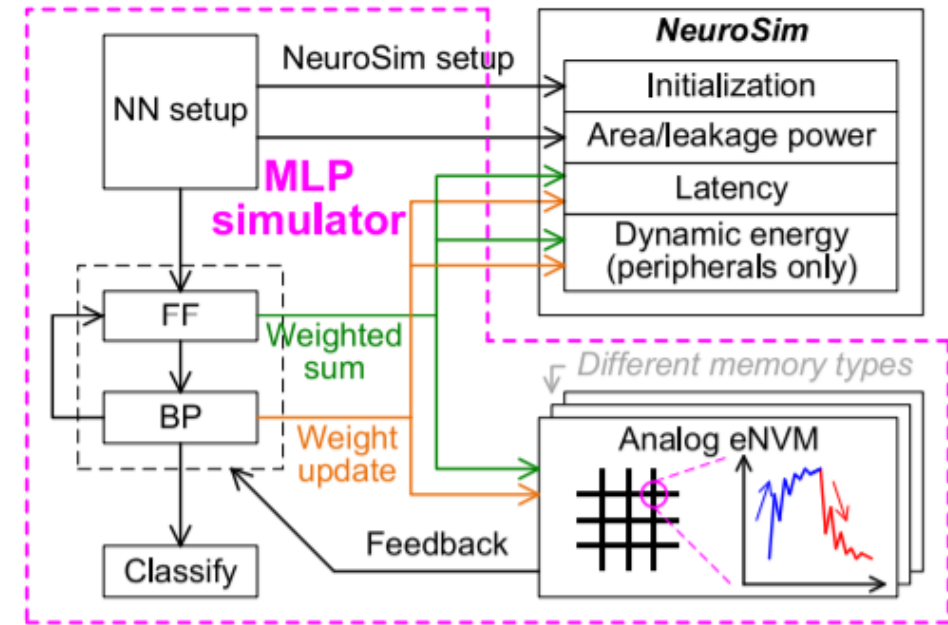 NN setup
NeuroSim setup
NeuroSim
Initialization
Area/leakage power
Latency
Dynamic energy
(peripherals only)
MLP
simulator
FF
Weighted
sum
BP
Weight
update
Classify
Feedback
Different memory types
Analog eNVM